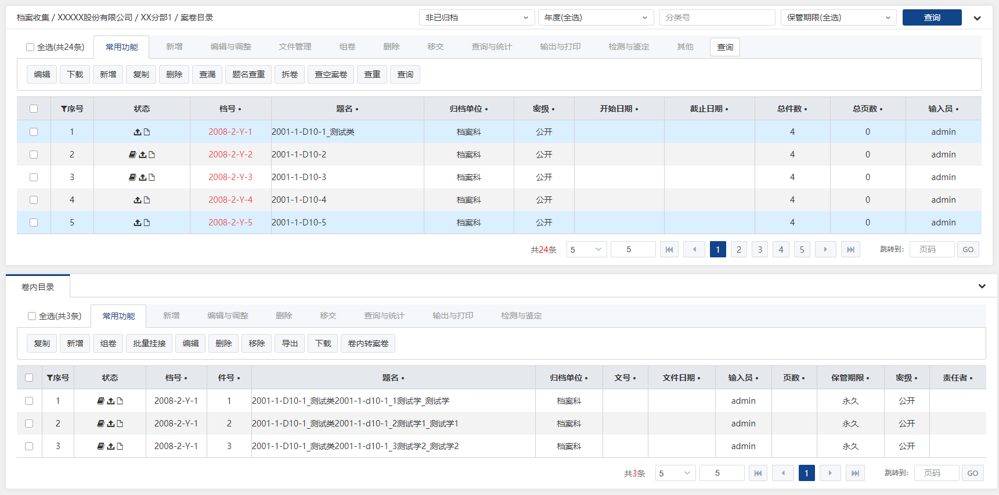 档案收集 / XXXXX股份有限公司 / XX分部1 / 案卷目录 非已归档 年度(全选) 分类号 保管期限(全选) 查询
全选(共24条) 常用功能 新增 编辑与调整 文件管理 组卷 删除 移交 查询与统计 输出与打印 检测与鉴定 其他 查询
编辑 下载 新增 复制 删除 查漏 题名查重 拆卷 查空案卷 查重 查询
序号 状态 档号 题名 归档单位 密级 开始日期 截止日期 总件数 总页数 输入员
1 2008-2-Y-1 2001-1-D10-1_测试类 档案科 公开 4 0 admin
2 2008-2-Y-2 2001-1-D10-2 档案科 公开 4 0 admin
3 2008-2-Y-3 2001-1-D10-3 档案科 公开 4 0 admin
4 2008-2-Y-4 2001-1-D10-4 档案科 公开 4 0 admin
5 2008-2-Y-5 2001-1-D10-5 档案科 公开 4 0 admin
共24条 5 5 1 2 3 4 5 跳转到: 页码 GO
卷内目录
全选(共3条) 常用功能 新增 编辑与调整 删除 移交 查询与统计 输出与打印 检测与鉴定
复制 新增 组卷 批量挂接 编辑 删除 移除 导出 下载 卷内转案卷
序号 状态 档号 件号 题名 归档单位 文号 文件日期 输入员 页数 保管期限 密级 责任者
1 2008-2-Y-1 1 2001-1-D10-1_测试类2001-1-d10-1_1测试学_测试学 档案科 admin 永久 公开
2 2008-2-Y-1 2 2001-1-D10-1_测试类2001-1-d10-1_2测试学1_测试学1 档案科 admin 永久 公开
3 2008-2-Y-1 3 2001-1-D10-1_测试类2001-1-d10-1_3测试学2_测试学2 档案科 admin 永久 公开
共3条 5 5 1 跳转到: 页码 GO